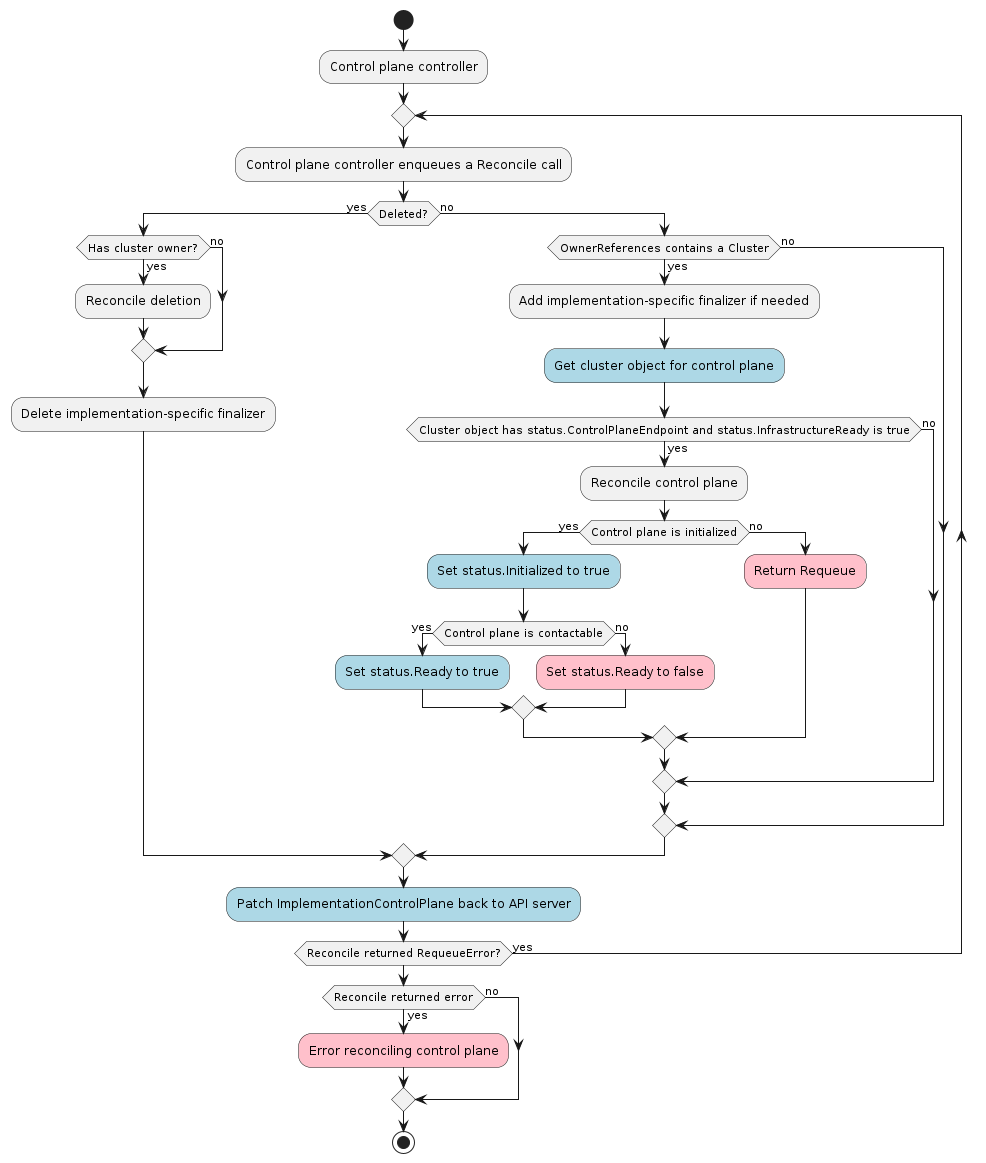 Control plane controller
Control plane controller enqueues a Reconcile call
yes
Deleted?
no
Has cluster owner?
no
yes
Reconcile deletion
Delete implementation-specific finalizer
OwnerReferences contains a Cluster
no
yes
Add implementation-specific finalizer if needed
Get cluster object for control plane
Cluster object has status.ControlPlaneEndpoint and status.InfrastructureReady is true
no
yes
Reconcile control plane
yes
Control plane is initialized
no
Set status.Initialized to true
Return Requeue
yes
Control plane is contactable
no
Set status.Ready to true
Set status.Ready to false
Patch ImplementationControlPlane back to API server
Reconcile returned RequeueError?
yes
Reconcile returned error
no
yes
Error reconciling control plane